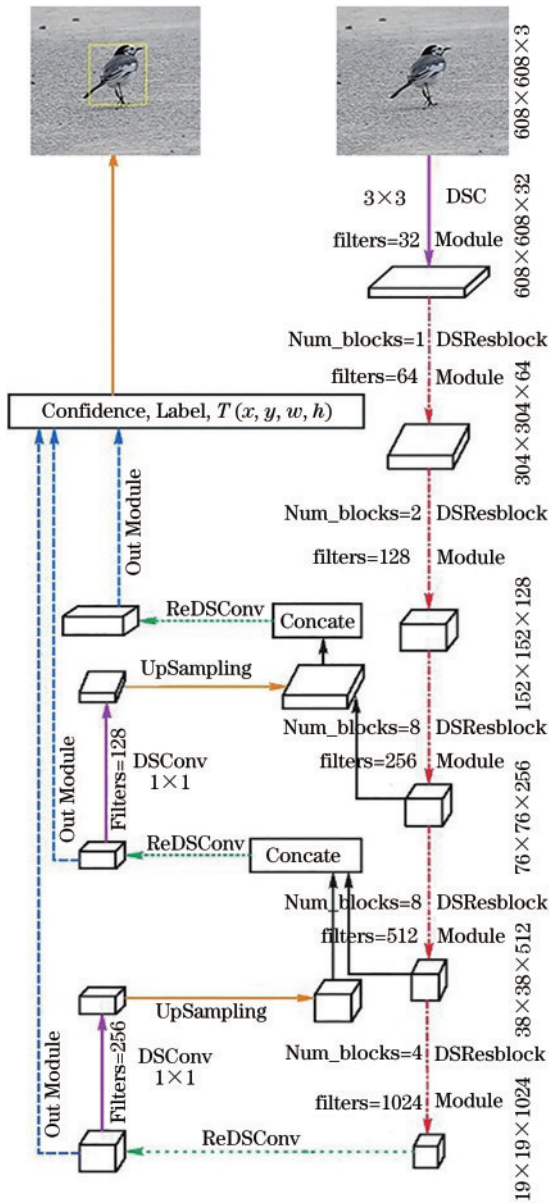 608×608×3
3×3 DSC
filters=32 Module
608×608×32
Num_blocks=1 DSResblock
filters=64 Module
304×304×64
Confidence, Label, T (x, y, w, h)
Out Module
Num_blocks=2 DSResblock
filters=128 Module
152×152×128
ReDSConv
Concate
UpSampling
Num_blocks=8 DSResblock
filters=256 Module
76×76×256
Out Module
Filters=128
DSConv
1×1
ReDSConv
Concate
Num_blocks=8 DSResblock
filters=512 Module
38×38×512
UpSampling
Out Module
Filters=256
DSConv
1×1
Num_blocks=4 DSResblock
filters=1024 Module
19×19×1024
ReDSConv